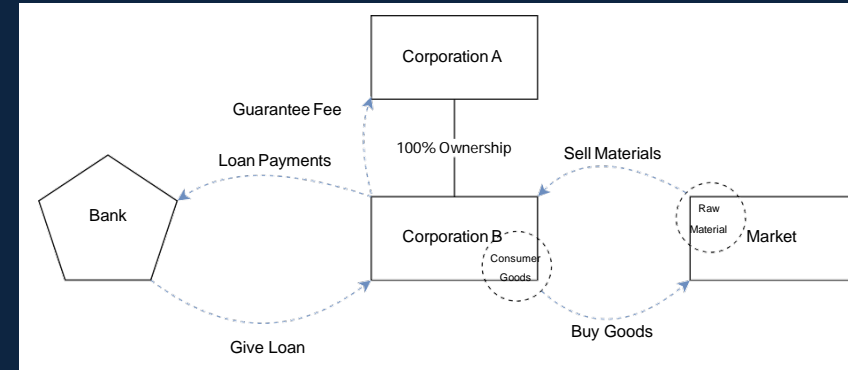 Corporation A
Guarantee Fee
100% Ownership
Loan Payments
Sell Materials
Bank
Corporation B
Consumer
Goods
Raw
Material
Market
Give Loan
Buy Goods